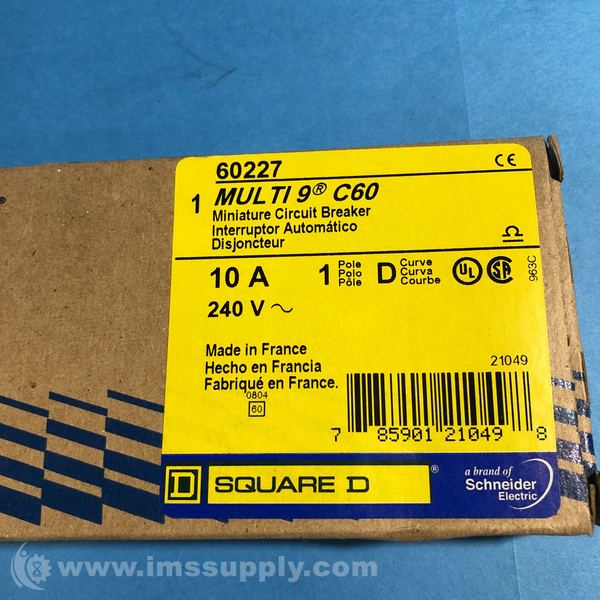 60227
CE
1 MULTI 9® C60
Miniature Circuit Breaker
Interruptor Automático
Disjoncteur
10 A 1 Pole Polo Pôle D Curve Curva Courbe UL SA
963C
240 V ~
Made in France
Hecho en Francia
Fabriqué en France.
0804
60
21049
7 85901 21049 8
D SQUARE D®
a brand of
Schneider
Electric
www.imssupply.com